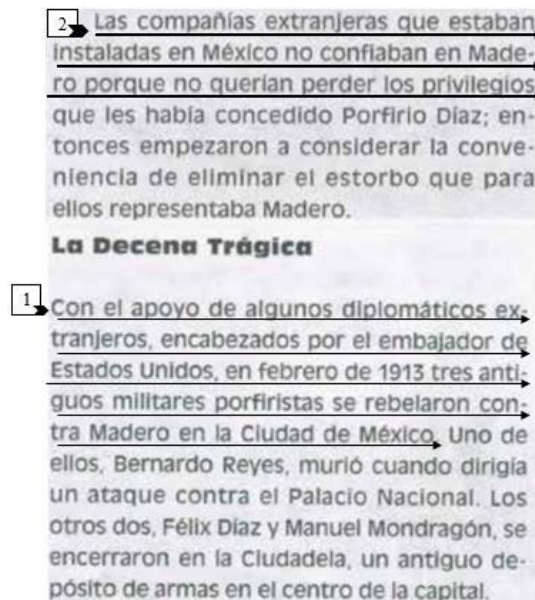 2 Las compañías extranjeras que estaban
instaladas en México no confiaban en Made-
ro porque no querían perder los privilegios
que les había concedido Porfirio Díaz; en-
tonces empezaron a considerar la conve-
niencia de eliminar el estorbo que para
ellos representaba Madero.
La Decena Trágica
1 Con el apoyo de algunos diplomáticos ex-
tranjeros, encabezados por el embajador de
Estados Unidos, en febrero de 1913 tres anti-
guos militares porfiristas se rebelaron con-
tra Madero en la Ciudad de México. Uno de
ellos, Bernardo Reyes, murió cuando dirigía
un ataque contra el Palacio Nacional. Los
otros dos, Félix Díaz y Manuel Mondragón, se
encerraron en la Ciudadela, un antiguo de-
pósito de armas en el centro de la capital.